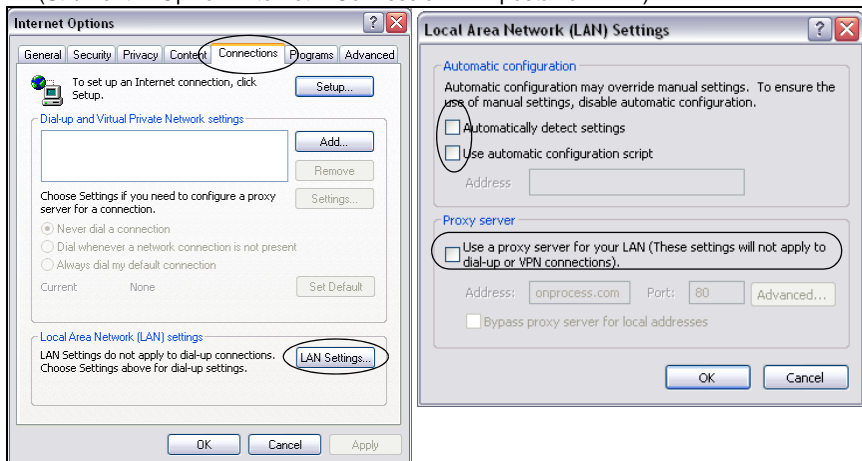 Internet Options
General Security Privacy Content Connections Programs Advanced
To set up an Internet connection, click
Setup.
Setup...
Dial-up and Virtual Private Network settings
Add...
Remove
Choose Settings if you need to configure a proxy
server for a connection.
Settings...
Never dial a connection
Dial whenever a network connection is not present
Always dial my default connection
Current None
Set Default
Local Area Network (LAN) settings
LAN Settings do not apply to dial-up connections.
Choose Settings above for dial-up settings.
LAN Settings...
OK Cancel Apply
Local Area Network (LAN) Settings
Automatic configuration
Automatic configuration may override manual settings. To ensure the
use of manual settings, disable automatic configuration.
Automatically detect settings
Use automatic configuration script
Address
Proxy server
Use a proxy server for your LAN (These settings will not apply to
dial-up or VPN connections).
Address: onprocess.com Port: 80 Advanced...
Bypass proxy server for local addresses
OK Cancel